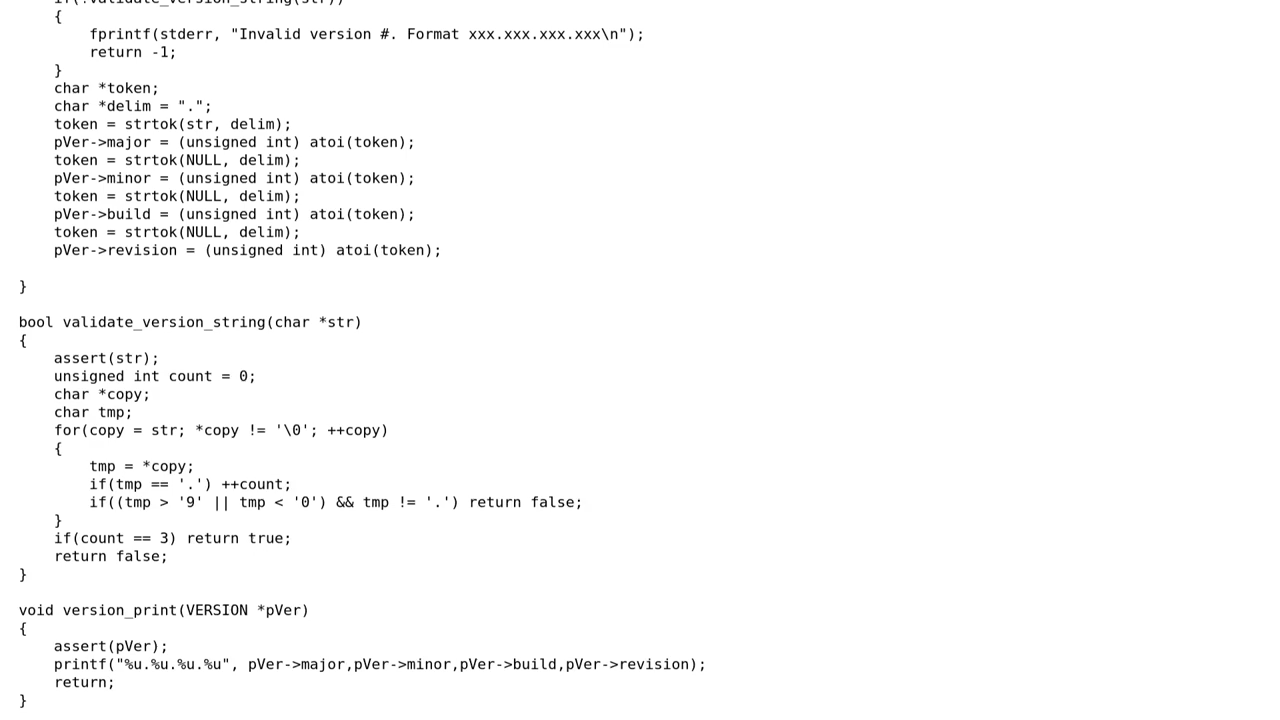 if(!validate_version_string(str))
    {
        fprintf(stderr, "Invalid version #. Format xxx.xxx.xxx.xxx\n");
        return -1;
    }
    char *token;
    char *delim = ".";
    token = strtok(str, delim);
    pVer->major = (unsigned int) atoi(token);
    token = strtok(NULL, delim);
    pVer->minor = (unsigned int) atoi(token);
    token = strtok(NULL, delim);
    pVer->build = (unsigned int) atoi(token);
    token = strtok(NULL, delim);
    pVer->revision = (unsigned int) atoi(token);

}

bool validate_version_string(char *str)
{
    assert(str);
    unsigned int count = 0;
    char *copy;
    char tmp;
    for(copy = str; *copy != '\0'; ++copy)
    {
        tmp = *copy;
        if(tmp == '.') ++count;
        if((tmp > '9' || tmp < '0') && tmp != '.') return false;
    }
    if(count == 3) return true;
    return false;
}

void version_print(VERSION *pVer)
{
    assert(pVer);
    printf("%u.%u.%u.%u", pVer->major,pVer->minor,pVer->build,pVer->revision);
    return;
}